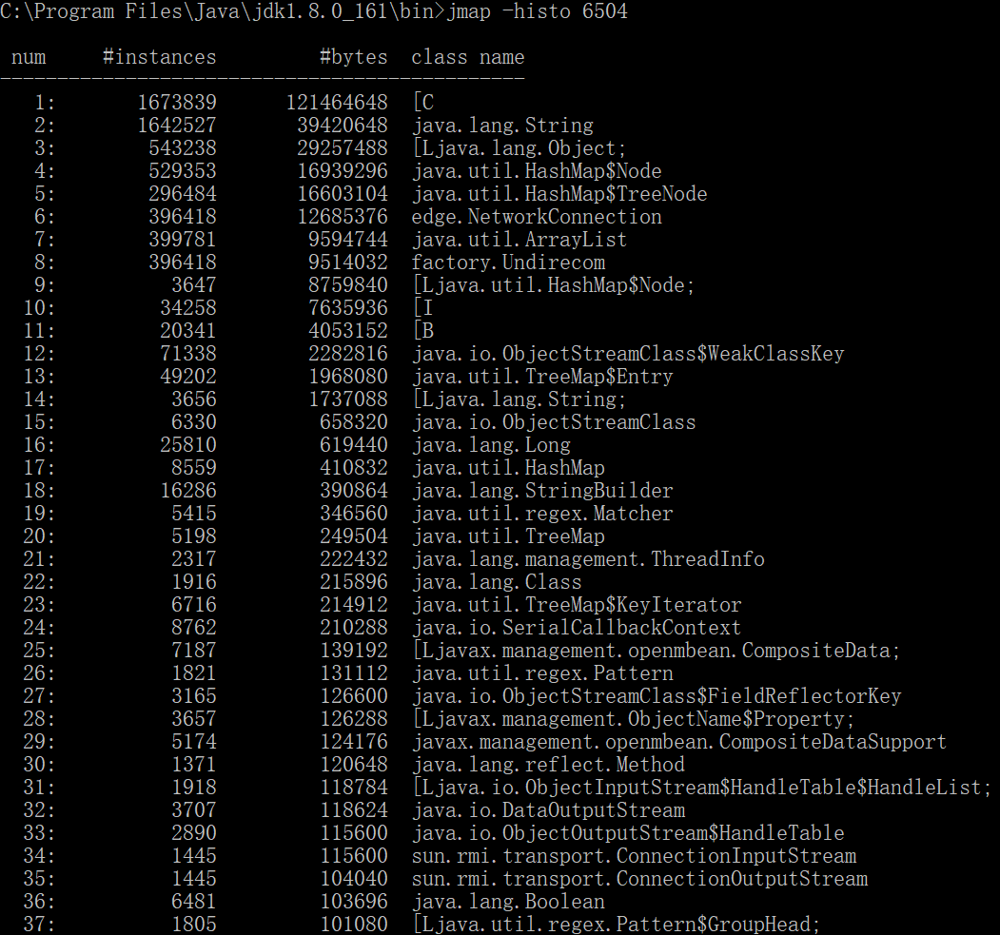 C:\Program Files\Java\jdk1.8.0_161\bin>jmap -histo 6504
num #instances #bytes class name
----------------------------------------------
1: 1673839 121464648 [C
2: 1642527 39420648 java.lang.String
3: 543238 29257488 [Ljava.lang.Object;
4: 529353 16939296 java.util.HashMap$Node
5: 296484 16603104 java.util.HashMap$TreeNode
6: 396418 12685376 edge.NetworkConnection
7: 399781 9594744 java.util.ArrayList
8: 396418 9514032 factory.Undirecom
9: 3647 8759840 [Ljava.util.HashMap$Node;
10: 34258 7635936 [I
11: 20341 4053152 [B
12: 71338 2282816 java.io.ObjectStreamClass$WeakClassKey
13: 49202 1968080 java.util.TreeMap$Entry
14: 3656 1737088 [Ljava.lang.String;
15: 6330 658320 java.io.ObjectStreamClass
16: 25810 619440 java.lang.Long
17: 8559 410832 java.util.HashMap
18: 16286 390864 java.lang.StringBuilder
19: 5415 346560 java.util.regex.Matcher
20: 5198 249504 java.util.TreeMap
21: 2317 222432 java.lang.management.ThreadInfo
22: 1916 215896 java.lang.Class
23: 6716 214912 java.util.TreeMap$KeyIterator
24: 8762 210288 java.io.SerialCallbackContext
25: 7187 139192 [Ljavax.management.openmbean.CompositeData;
26: 1821 131112 java.util.regex.Pattern
27: 3165 126600 java.io.ObjectStreamClass$FieldReflectorKey
28: 3657 126288 [Ljavax.management.ObjectName$Property;
29: 5174 124176 javax.management.openmbean.CompositeDataSupport
30: 1371 120648 java.lang.reflect.Method
31: 1918 118784 [Ljava.io.ObjectInputStream$HandleTable$HandleList;
32: 3707 118624 java.io.DataOutputStream
33: 2890 115600 java.io.ObjectOutputStream$HandleTable
34: 1445 115600 sun.rmi.transport.ConnectionInputStream
35: 1445 104040 sun.rmi.transport.ConnectionOutputStream
36: 6481 103696 java.lang.Boolean
37: 1805 101080 [Ljava.util.regex.Pattern$GroupHead;